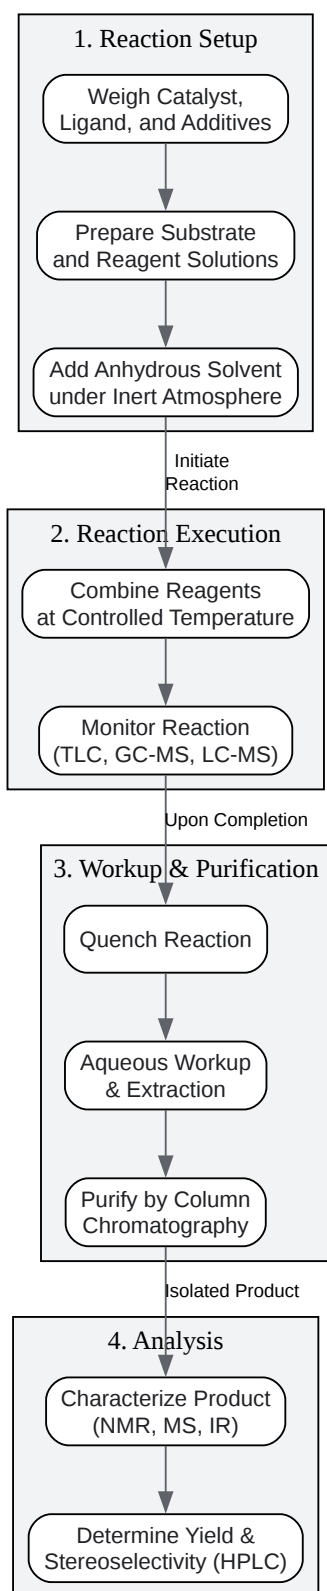 1. Reaction Setup
Weigh Catalyst,
Ligand, and Additives
Prepare Substrate
and Reagent Solutions
Add Anhydrous Solvent
under Inert Atmosphere
Initiate
Reaction
2. Reaction Execution
Combine Reagents
at Controlled Temperature
Monitor Reaction
(TLC, GC-MS, LC-MS)
Upon Completion
3. Workup & Purification
Quench Reaction
Aqueous Workup
& Extraction
Purify by Column
Chromatography
Isolated Product
4. Analysis
Characterize Product
(NMR, MS, IR)
Determine Yield &
Stereoselectivity (HPLC)